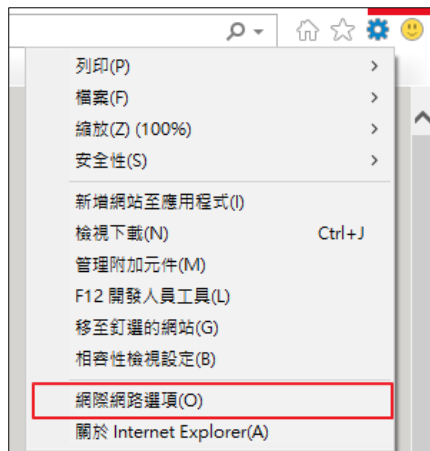 列印(P)
檔案(F)
縮放(Z) (100%)
安全性(S)
新增網站至應用程式(I)
檢視下載(N) Ctrl+J
管理附加元件(M)
F12 開發人員工具(L)
移至釘選的網站(G)
相容性檢視設定(B)
網際網路選項(O)
關於 Internet Explorer(A)